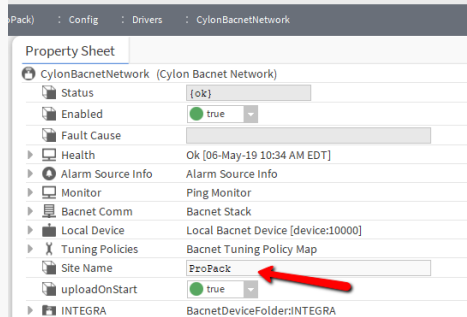 Pack) : Config : Drivers : CylonBacnetNetwork
Property Sheet
CylonBacnetNetwork (Cylon Bacnet Network)
Status {ok}
Enabled true
Fault Cause
Health Ok [06-May-19 10:34 AM EDT]
Alarm Source Info Alarm Source Info
Monitor Ping Monitor
Bacnet Comm Bacnet Stack
Local Device Local Bacnet Device [device:10000]
Tuning Policies Bacnet Tuning Policy Map
Site Name ProPack
uploadOnStart true
INTEGRA BacnetDeviceFolder:INTEGRA